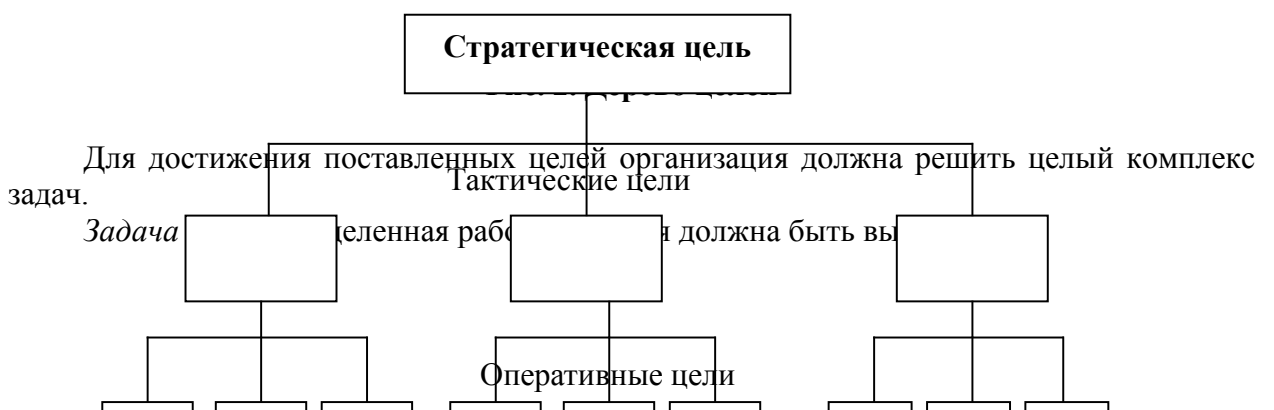 Стратегическая цель
Для достижения поставленных целей организация должна решить целый комплекс
Тактические цели
задач.
Задача должна быть
Оперативные цели